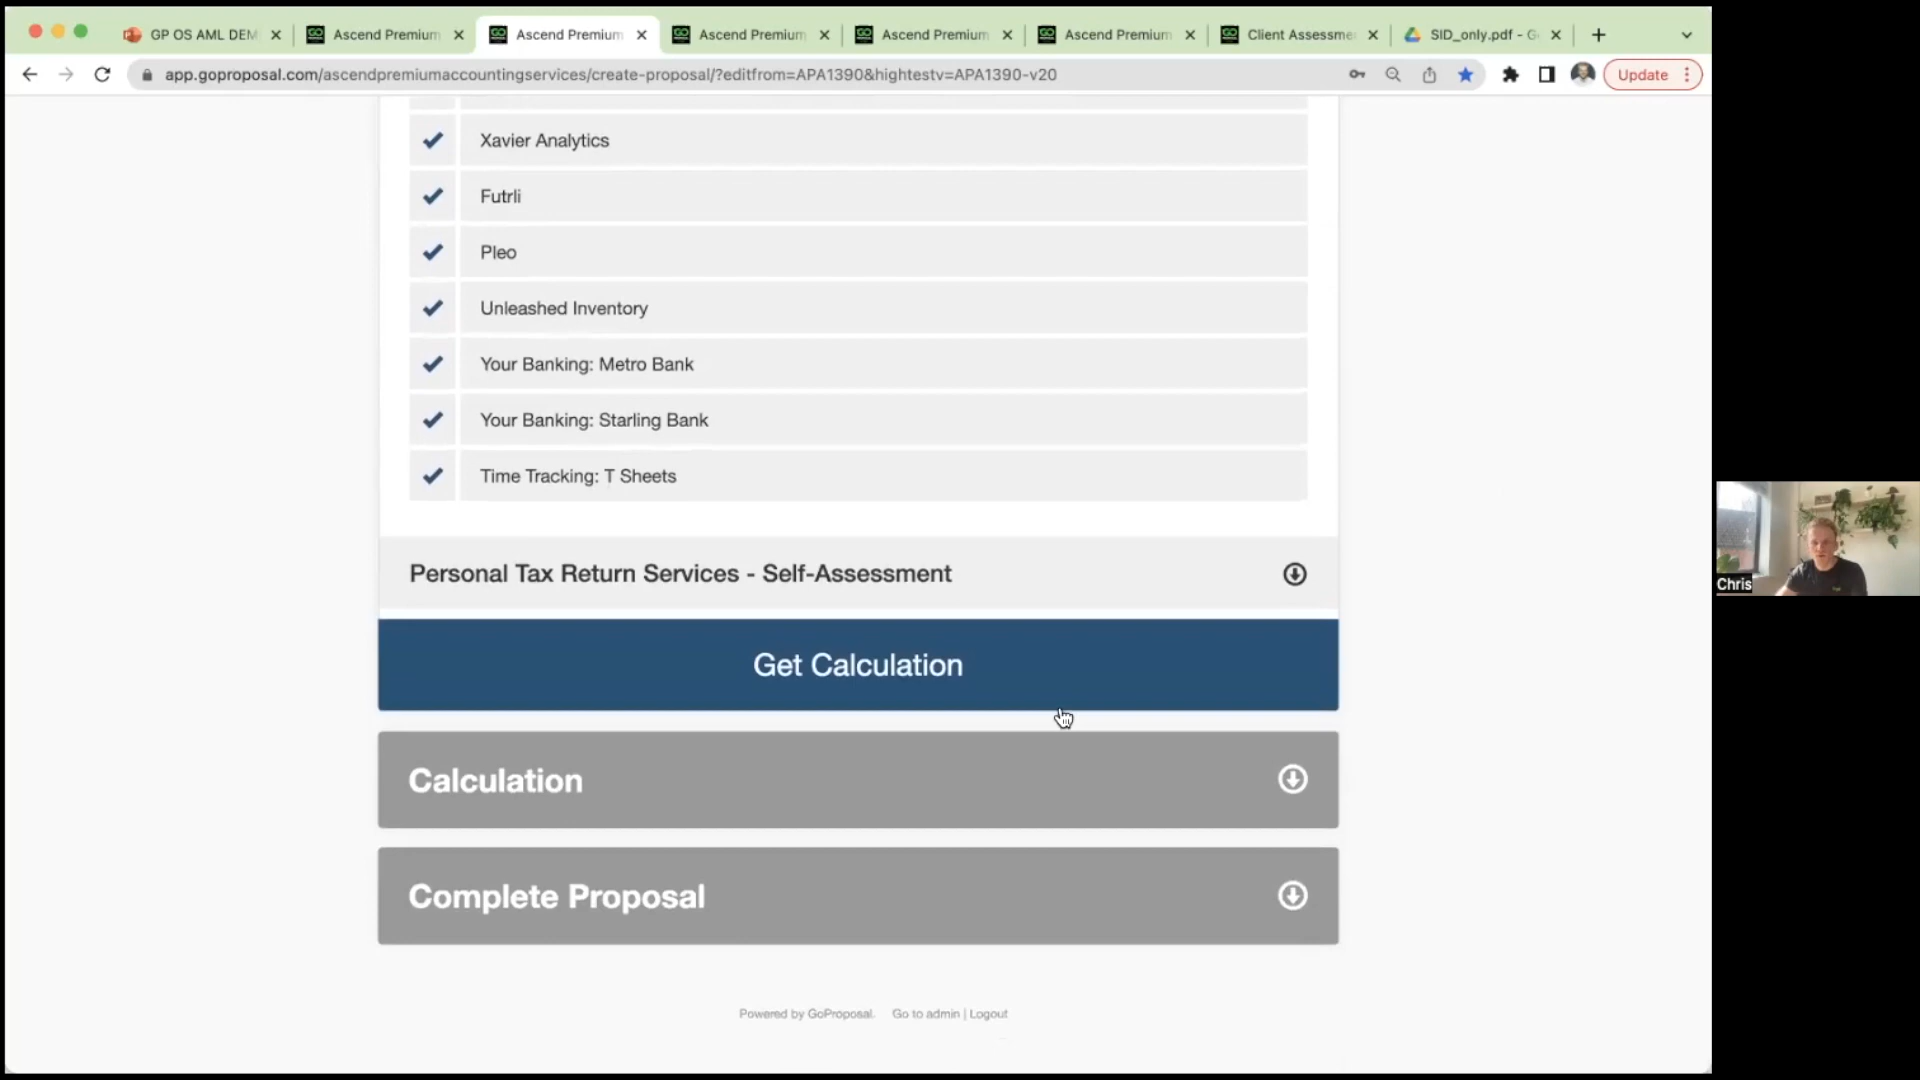 GP OS AML DEM
Ascend Premium
Ascend Premium
Ascend Premium
Ascend Premium
Ascend Premium
Client Assessme
SID_only.pdf - G
app.goproposal.com/ascendpremiumaccountingservices/create-proposal/?editfrom=APA1390&hightestv=APA1390-v20
Update
Xavier Analytics
Futrli
Pleo
Unleashed Inventory
Your Banking: Metro Bank
Your Banking: Starling Bank
Time Tracking: T Sheets
Personal Tax Return Services - Self-Assessment
Chris
Get Calculation
Calculation
Complete Proposal
Powered by GoProposal. Go to admin | Logout